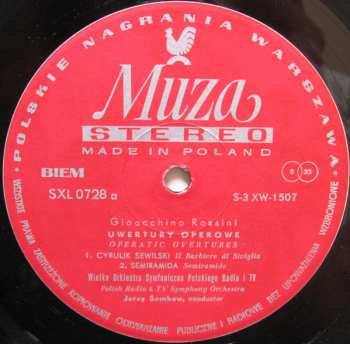 POLSKIE NAGRANIA WARSZAWA
Muza
STEREO
MADE IN POLAND
BIEM
SXL 0728
S-3 XW-1507
33
Gioacchino Rossini
UWERTURY OPEROWE
OPERATIC OVERTURES
1. CYRULIK SEWILSKI Il Barbiere di Siviglia
2. SEMIRAMIDA Semiramide
Wielka Orkiestra Symfoniczna Polskiego Radia i TV
Polish Radio & TV Symphony Orchestra
Jerzy Semkow, conductor
WSZYSTKIE PRAWA ZASTRZEŻONE KOPIOWANIE ODTWARZANIE PUBLICZNE I RADIOWE BEZ UPOWAŻNIENIA WZBRONIONE